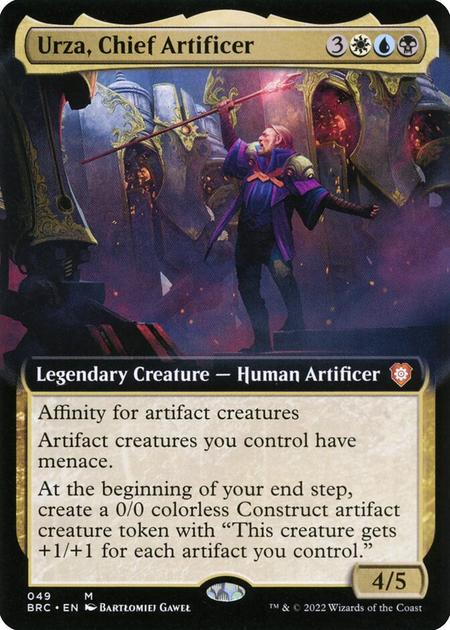 Urza, Chief Artificer 3
Legendary Creature — Human Artificer
Affinity for artifact creatures
Artifact creatures you control have
menace.
At the beginning of your end step,
create a 0/0 colorless Construct artifact
creature token with “This creature gets
+1/+1 for each artifact you control.”
4/5
049 M
BRC • EN Bartłomiej Gaweł
™ & © 2022 Wizards of the Coast